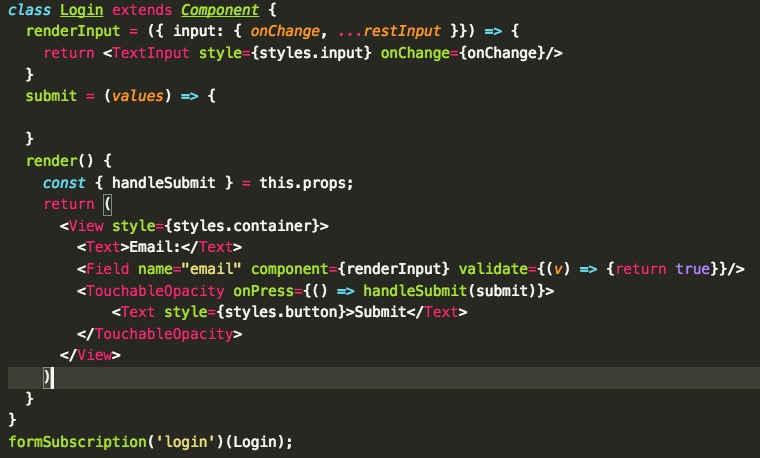 class Login extends Component {
  renderInput = ({ input: { onChange, ...restInput }}) => {
    return <TextInput style={styles.input} onChange={onChange}/>
  }
  submit = (values) => {
  }
  render() {
    const { handleSubmit } = this.props;
    return (
      <View style={styles.container}>
        <Text>Email:</Text>
        <Field name="email" component={renderInput} validate={(v) => {return true}}/>
        <TouchableOpacity onPress={() => handleSubmit(submit)}>
            <Text style={styles.button}>Submit</Text>
        </TouchableOpacity>
      </View>
    )
  }
}
formSubscription('login')(Login);